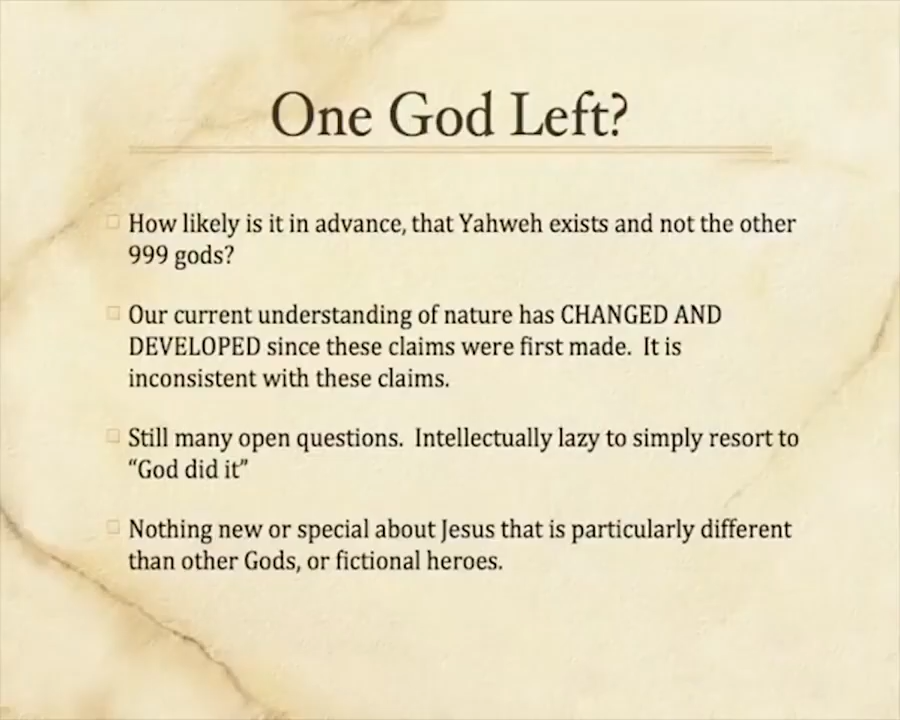 One God Left?
How likely is it in advance, that Yahweh exists and not the other
999 gods?
Our current understanding of nature has CHANGED AND
DEVELOPED since these claims were first made.  It is
inconsistent with these claims.
Still many open questions.  Intellectually lazy to simply resort to
“God did it”
Nothing new or special about Jesus that is particularly different
than other Gods, or fictional heroes.